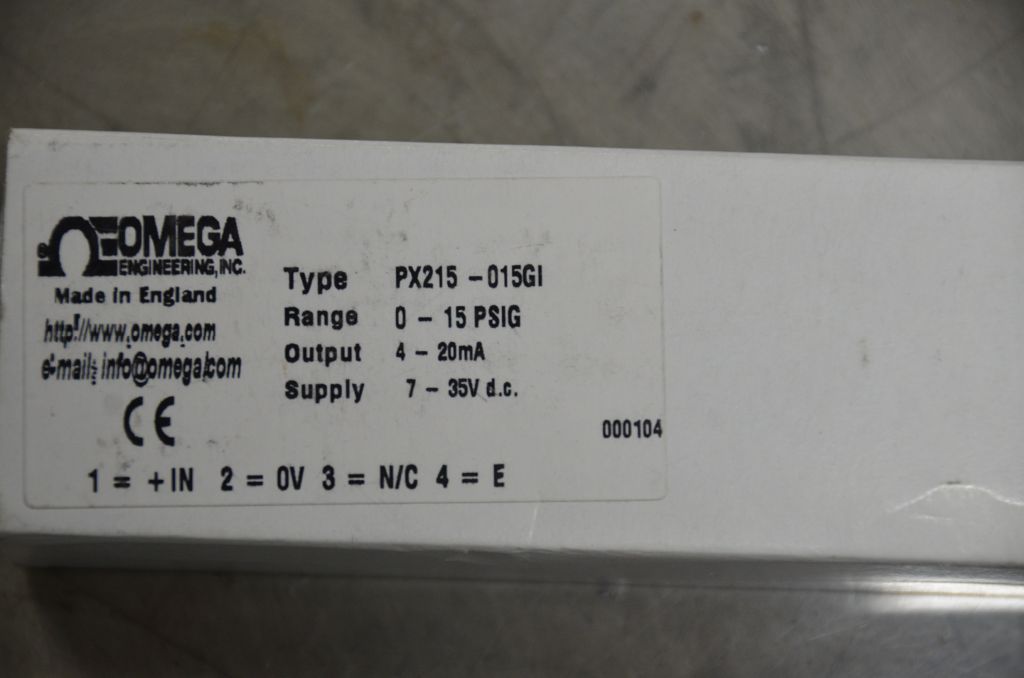 OMEGA
ENGINEERING, INC.
Made in England
http://www.omega.com
e-mail: info@omega.com
CE
Type PX215 - 015GI
Range 0 - 15 PSIG
Output 4 - 20mA
Supply 7 - 35V d.c.
000104
1 = +IN 2 = 0V 3 = N/C 4 = E